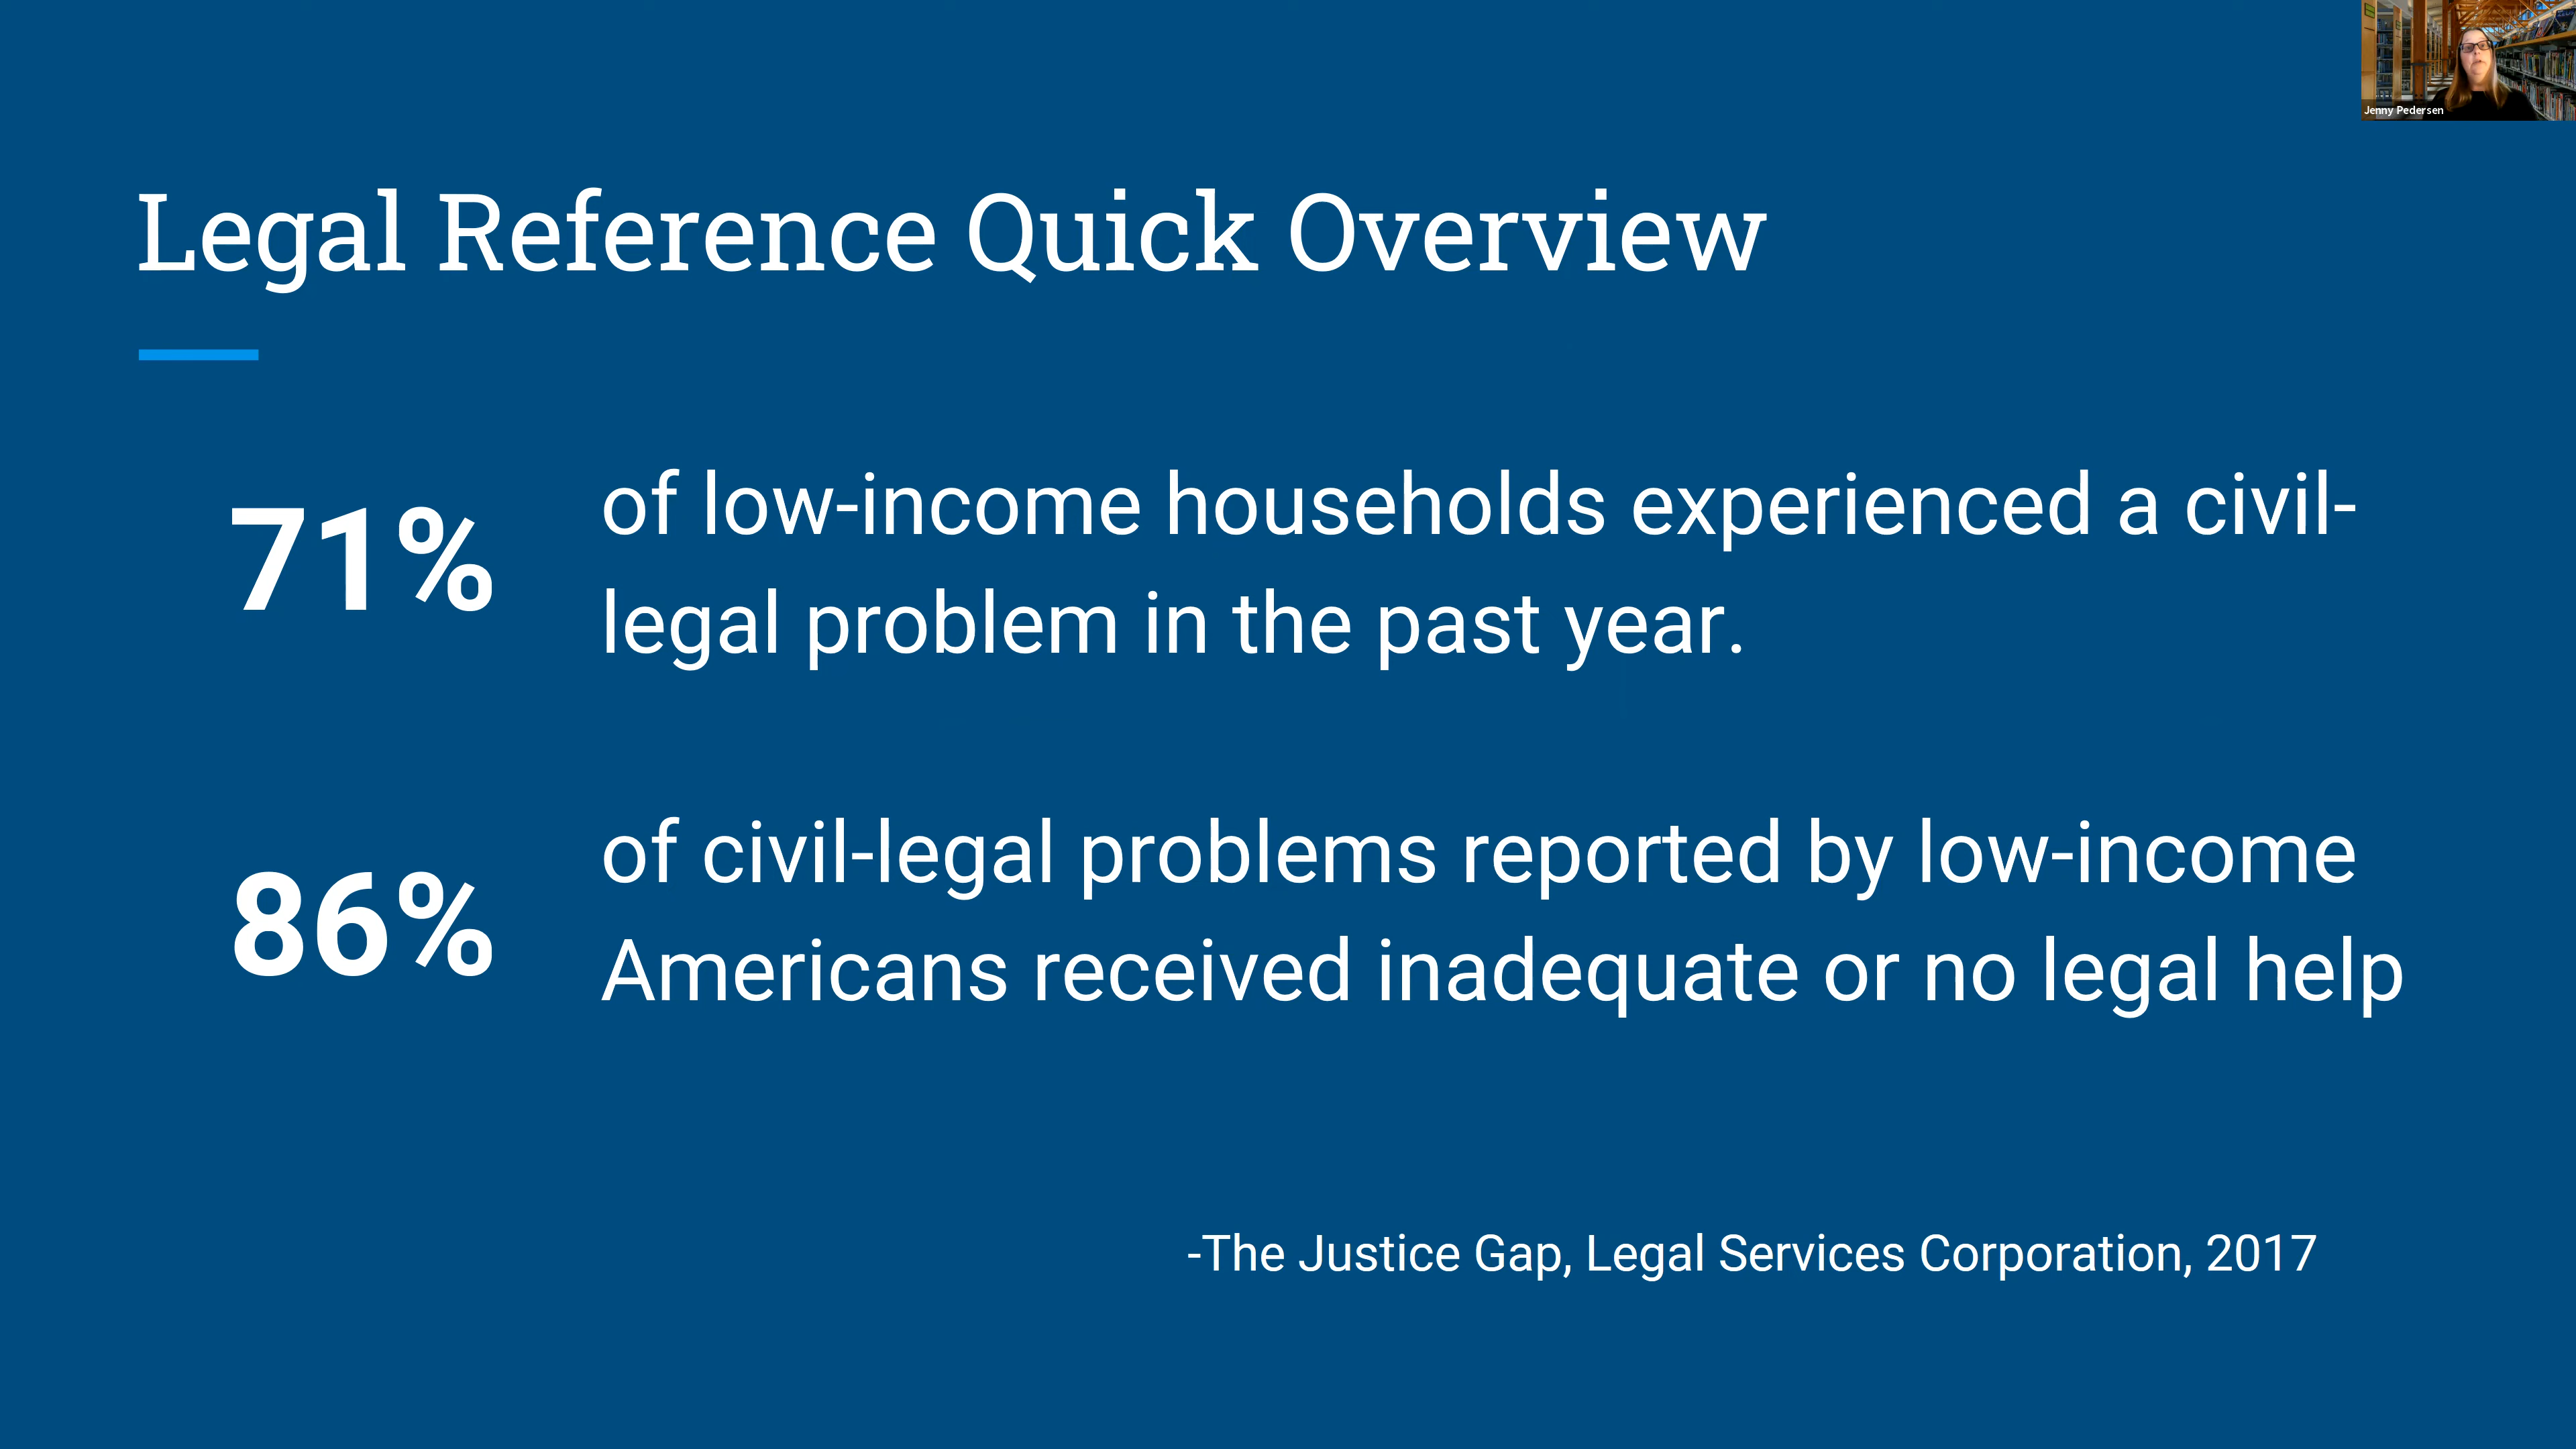 Jenny Pedersen
Legal Reference Quick Overview
71%
of low-income households experienced a civil-
legal problem in the past year.
86%
of civil-legal problems reported by low-income
Americans received inadequate or no legal help
-The Justice Gap, Legal Services Corporation, 2017